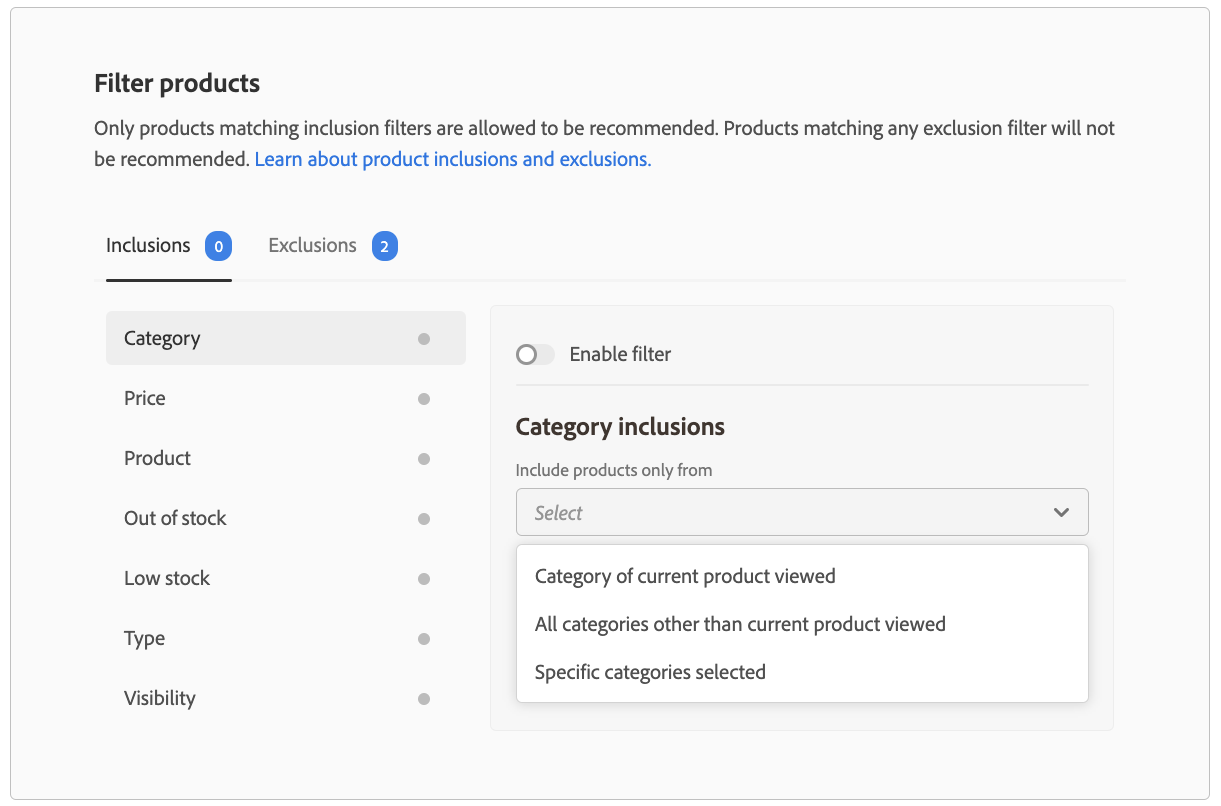 Filter products
Only products matching inclusion filters are allowed to be recommended. Products matching any exclusion filter will not
be recommended. Learn about product inclusions and exclusions.
Inclusions 0 Exclusions 2
Category
Price
Product
Out of stock
Low stock
Type
Visibility
Enable filter
Category inclusions
Include products only from
Select
Category of current product viewed
All categories other than current product viewed
Specific categories selected